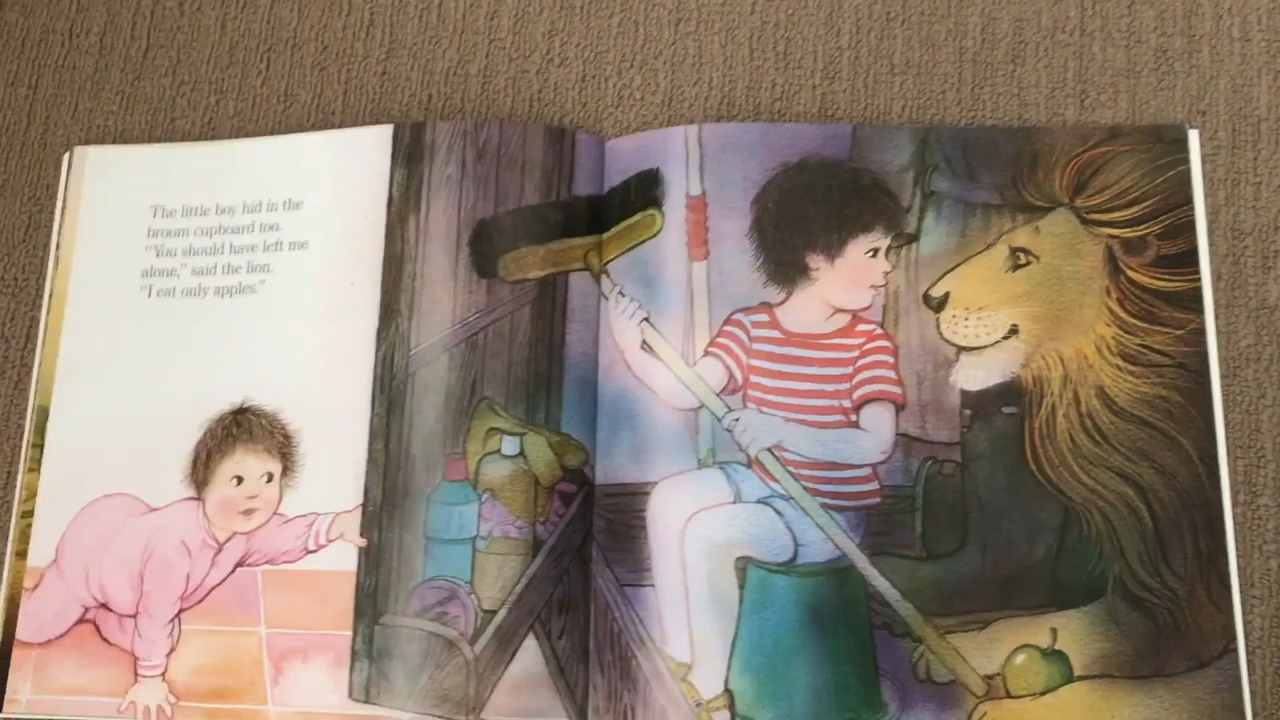 The little boy hid in the
broom cupboard too.
"You should have left me
alone," said the lion.
"I eat only apples."